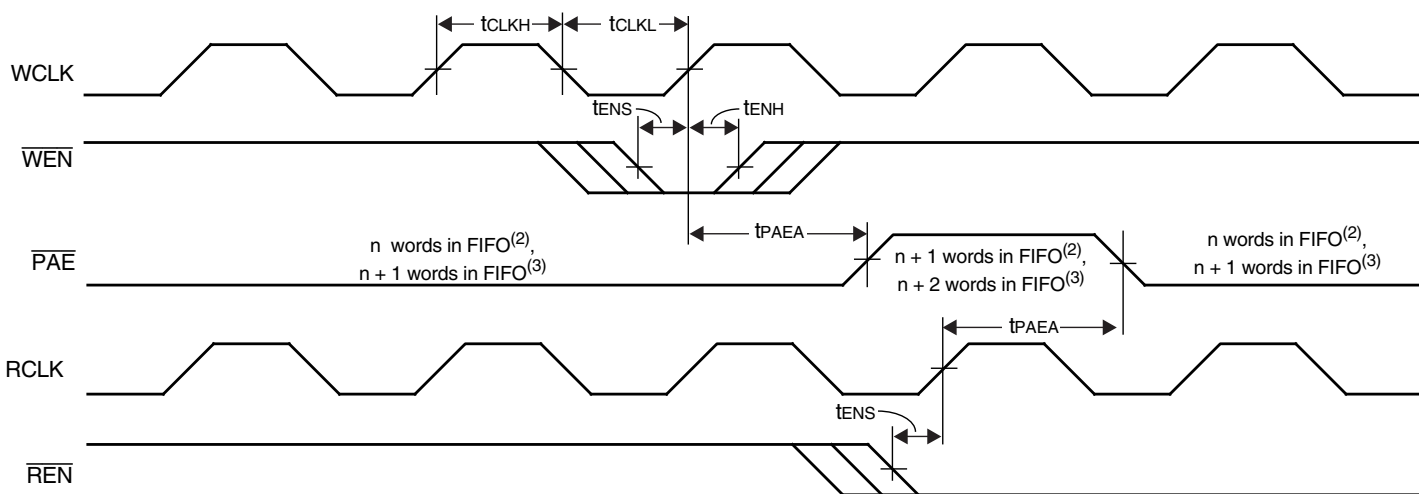 tCLKH
tCLKL
WCLK
tENS
tENH
WEN
tPAEA
PAE
n words in FIFO(2),
n + 1 words in FIFO(3)
n + 1 words in FIFO(2),
n + 2 words in FIFO(3)
n words in FIFO(2),
n + 1 words in FIFO(3)
tPAEA
RCLK
tENS
REN